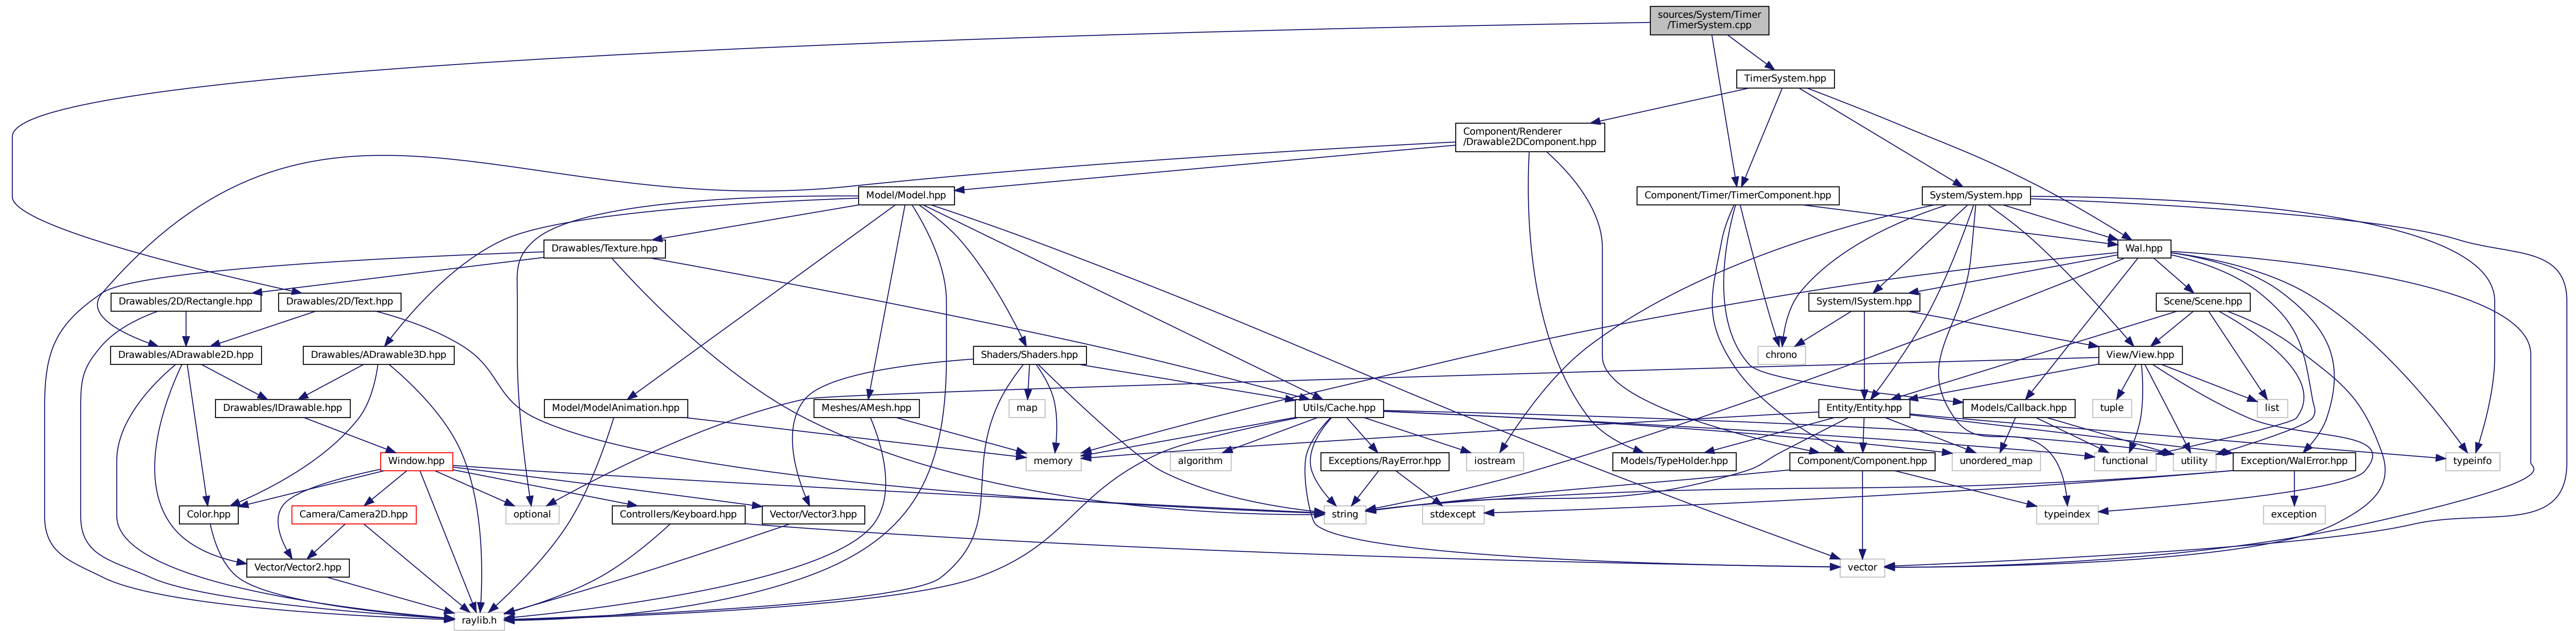 sources/System/Timer
/TimerSystem.cpp
TimerSystem.hpp
Component/Renderer
/Drawable2DComponent.hpp
Model/Model.hpp
Component/Timer/TimerComponent.hpp
System/System.hpp
Drawables/Texture.hpp
Wal.hpp
Drawables/2D/Rectangle.hpp
Drawables/2D/Text.hpp
System/ISystem.hpp
Scene/Scene.hpp
Drawables/ADrawable2D.hpp
Drawables/ADrawable3D.hpp
Shaders/Shaders.hpp
chrono
View/View.hpp
Drawables/IDrawable.hpp
Model/ModelAnimation.hpp
Meshes/AMesh.hpp
map
Utils/Cache.hpp
Entity/Entity.hpp
Models/Callback.hpp
tuple
list
Window.hpp
memory
algorithm
Exceptions/RayError.hpp
iostream
Models/TypeHolder.hpp
Component/Component.hpp
unordered_map
functional
utility
Exception/WalError.hpp
typeinfo
Color.hpp
Camera/Camera2D.hpp
optional
Controllers/Keyboard.hpp
Vector/Vector3.hpp
string
stdexcept
typeindex
exception
Vector/Vector2.hpp
vector
raylib.h